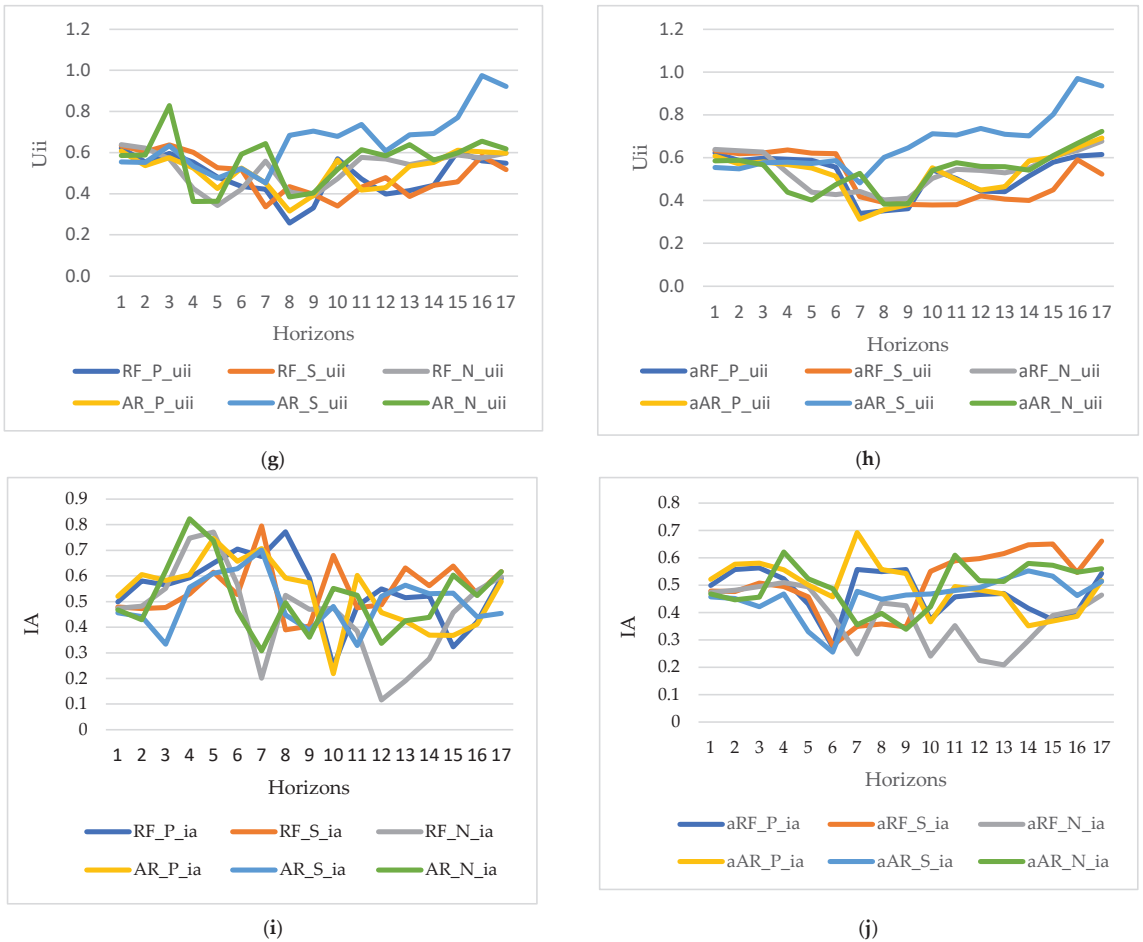 Uii
1.2
1.0
0.8
0.6
0.4
0.2
0.0
1 2 3 4 5 6 7 8 9 10 11 12 13 14 15 16 17
Horizons
RF_P_uii RF_S_uii RF_N_uii
AR_P_uii AR_S_uii AR_N_uii
(g)
Uii
1.2
1.0
0.8
0.6
0.4
0.2
0.0
1 2 3 4 5 6 7 8 9 10 11 12 13 14 15 16 17
Horizons
aRF_P_uii aRF_S_uii aRF_N_uii
aAR_P_uii aAR_S_uii aAR_N_uii
(h)
IA
0.9
0.8
0.7
0.6
0.5
0.4
0.3
0.2
0.1
0
1 2 3 4 5 6 7 8 9 10 11 12 13 14 15 16 17
Horizons
RF_P_ia RF_S_ia RF_N_ia
AR_P_ia AR_S_ia AR_N_ia
(i)
IA
0.8
0.7
0.6
0.5
0.4
0.3
0.2
0.1
0
1 2 3 4 5 6 7 8 9 10 11 12 13 14 15 16 17
Horizons
aRF_P_ia aRF_S_ia aRF_N_ia
aAR_P_ia aAR_S_ia aAR_N_ia
(j)